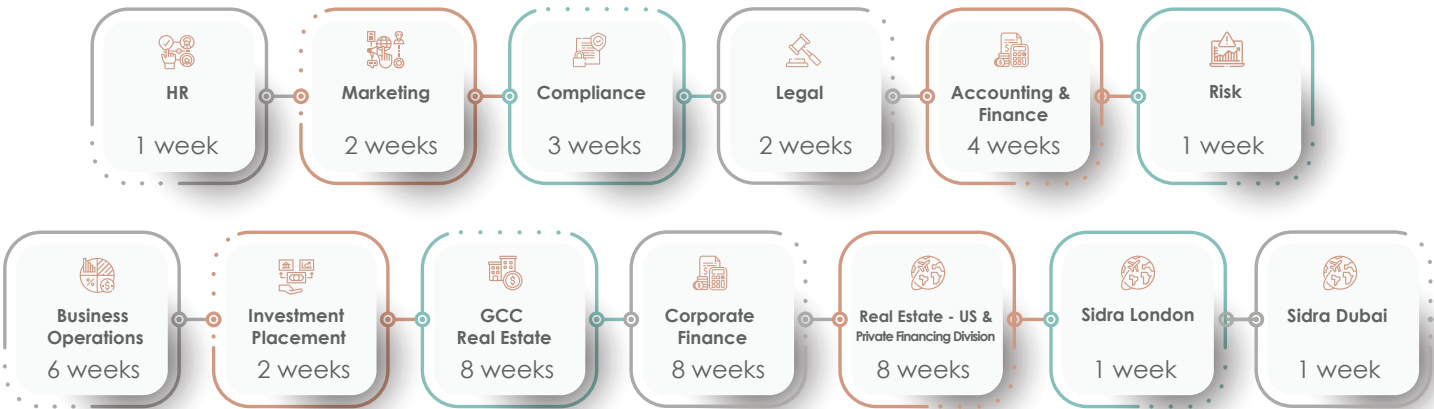 HR
1 week
Marketing
2 weeks
Compliance
3 weeks
Legal
2 weeks
Accounting &
Finance
4 weeks
Risk
1 week
Business
Operations
6 weeks
Investment
Placement
2 weeks
GCC
Real Estate
8 weeks
Corporate
Finance
8 weeks
Real Estate - US &
Private Financing Division
8 weeks
Sidra London
1 week
Sidra Dubai
1 week